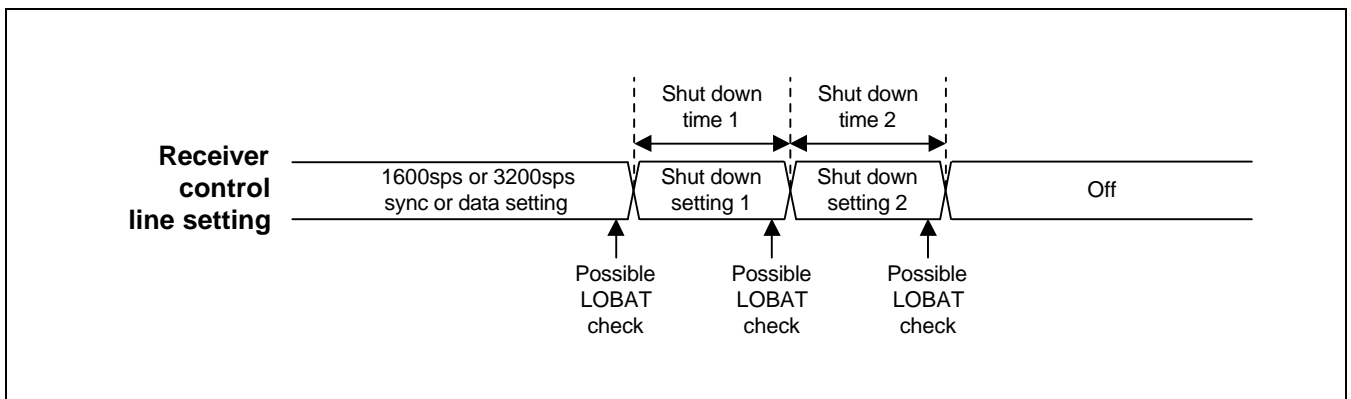 Shut down
time 1
Shut down
time 2
Receiver
control
line setting
1600sps or 3200sps
sync or data setting
Shut down
setting 1
Shut down
setting 2
Off
Possible
LOBAT
check
Possible
LOBAT
check
Possible
LOBAT
check